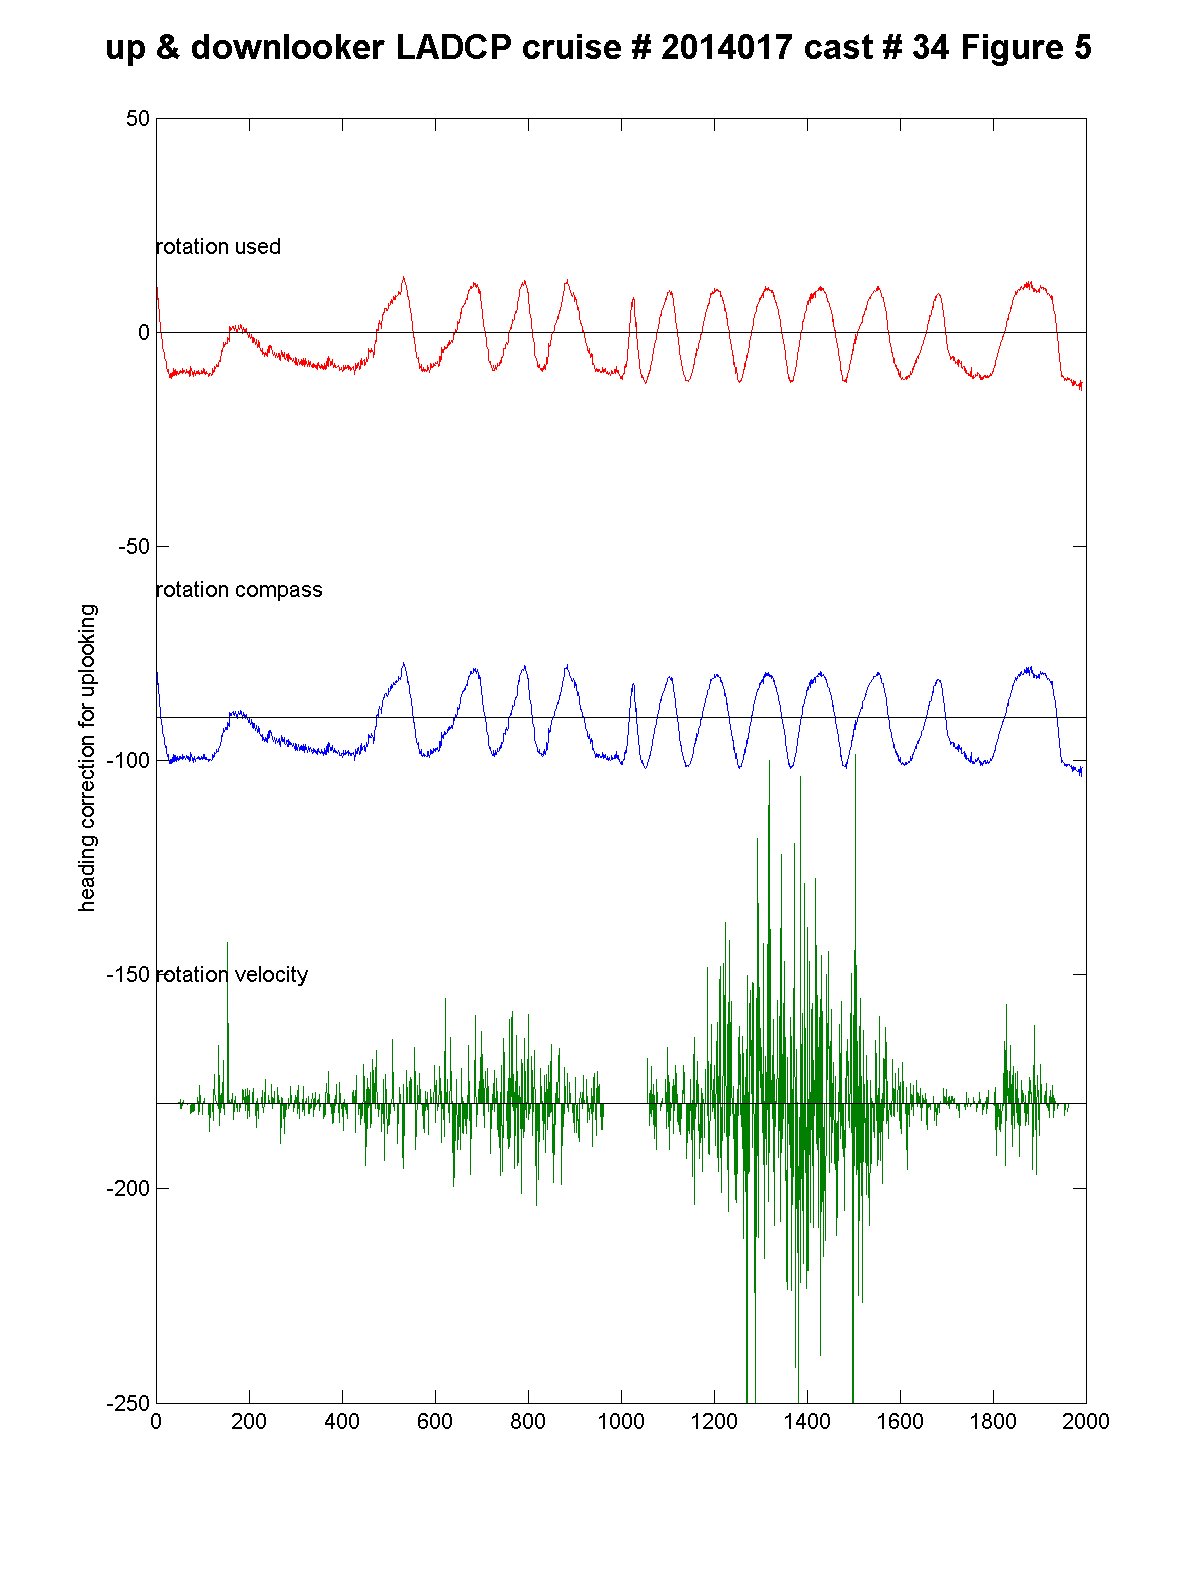 up & downlooker LADCP cruise # 2014017 cast # 34 Figure 5
50
rotation used
0
-50
rotation compass
heading correction for uplooking
-100
-150
rotation velocity
-200
-250
0 200 400 600 800 1000 1200 1400 1600 1800 2000